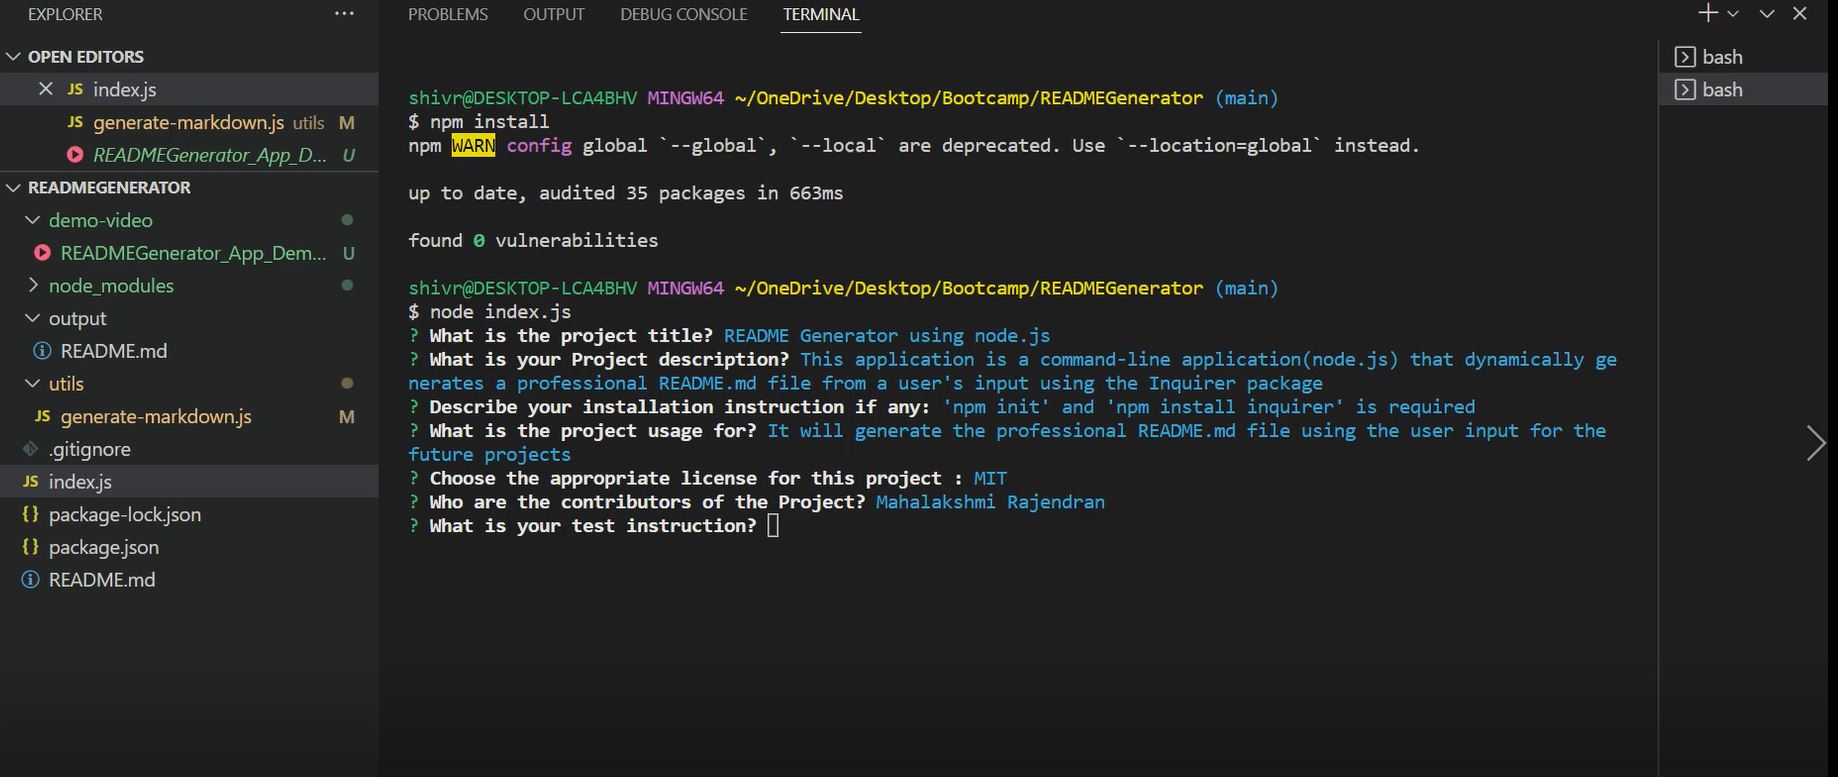 EXPLORER
OPEN EDITORS
JS index.js
JS generate-markdown.js utils M
READMEGenerator_App_D... U
READMEGENERATOR
demo-video
READMEGenerator_App_Dem... U
node_modules
output
README.md
utils
JS generate-markdown.js M
.gitignore
JS index.js
{} package-lock.json
{} package.json
README.md
PROBLEMS OUTPUT DEBUG CONSOLE TERMINAL
shivr@DESKTOP-LCA4BHV MINGW64 ~/OneDrive/Desktop/Bootcamp/READMEGenerator (main)
$ npm install
npm WARN config global `--global`, `--local` are deprecated. Use `--location=global` instead.
up to date, audited 35 packages in 663ms
found 0 vulnerabilities
shivr@DESKTOP-LCA4BHV MINGW64 ~/OneDrive/Desktop/Bootcamp/READMEGenerator (main)
$ node index.js
? What is the project title? README Generator using node.js
? What is your Project description? This application is a command-line application(node.js) that dynamically ge
nerates a professional README.md file from a user's input using the Inquirer package
? Describe your installation instruction if any: 'npm init' and 'npm install inquirer' is required
? What is the project usage for? It will generate the professional README.md file using the user input for the
future projects
? Choose the appropriate license for this project : MIT
? Who are the contributors of the Project? Mahalakshmi Rajendran
? What is your test instruction?
bash
bash